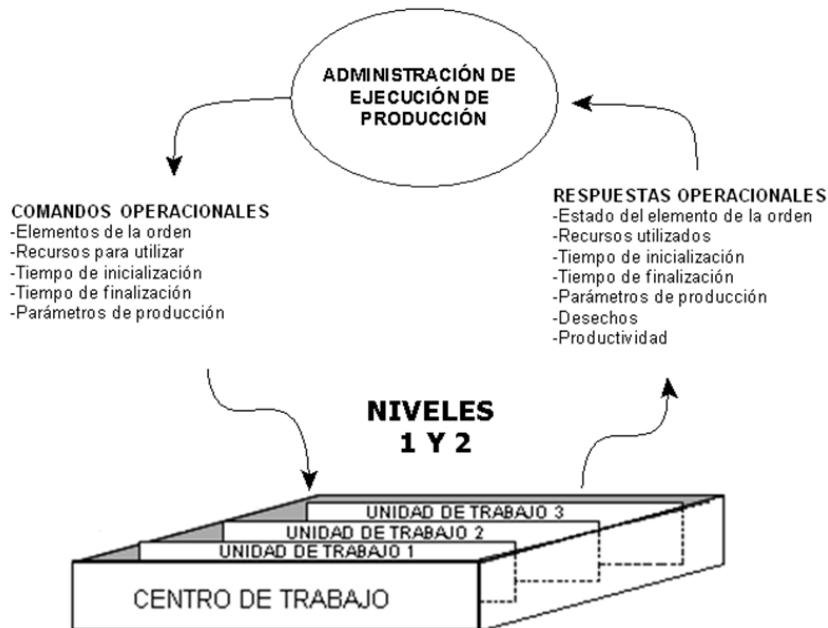 ADMINISTRACIÓN DE
EJECUCIÓN DE
PRODUCCIÓN
COMANDOS OPERACIONALES
-Elementos de la orden
-Recursos para utilizar
-Tiempo de inicialización
-Tiempo de finalización
-Parámetros de producción
RESPUESTAS OPERACIONALES
-Estado del elemento de la orden
-Recursos utilizados
-Tiempo de inicialización
-Tiempo de finalización
-Parámetros de producción
-Desechos
-Productividad
NIVELES
1 Y 2
UNIDAD DE TRABAJO 3
UNIDAD DE TRABAJO 2
UNIDAD DE TRABAJO 1
CENTRO DE TRABAJO